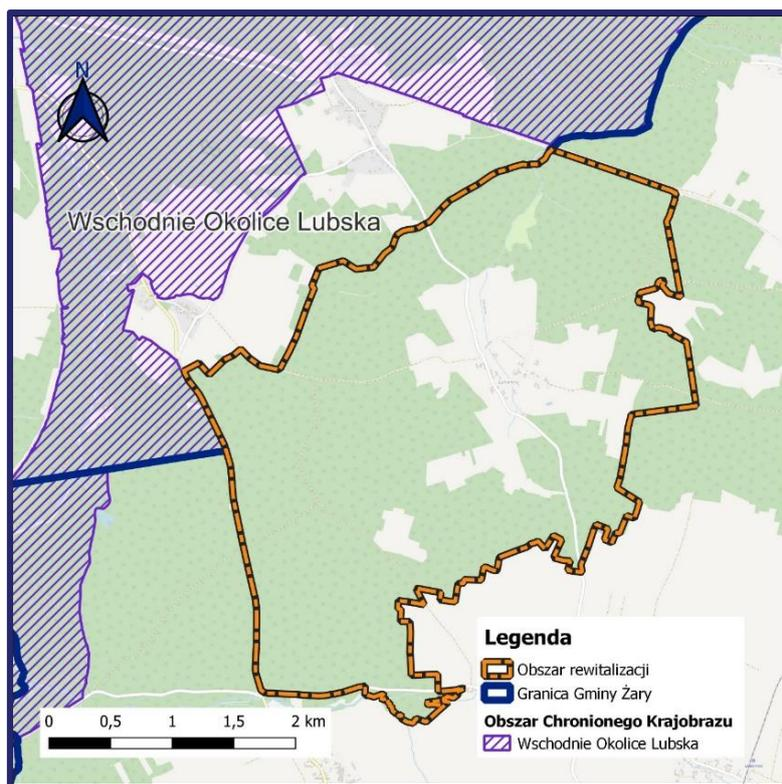 N
Wschodnie Okolice Lubska
Legenda
Obszar rewitalizacji
Granica Gminy Żary
Obszar Chronionego Krajobrazu
Wschodnie Okolice Lubska
0 0,5 1 1,5 2 km